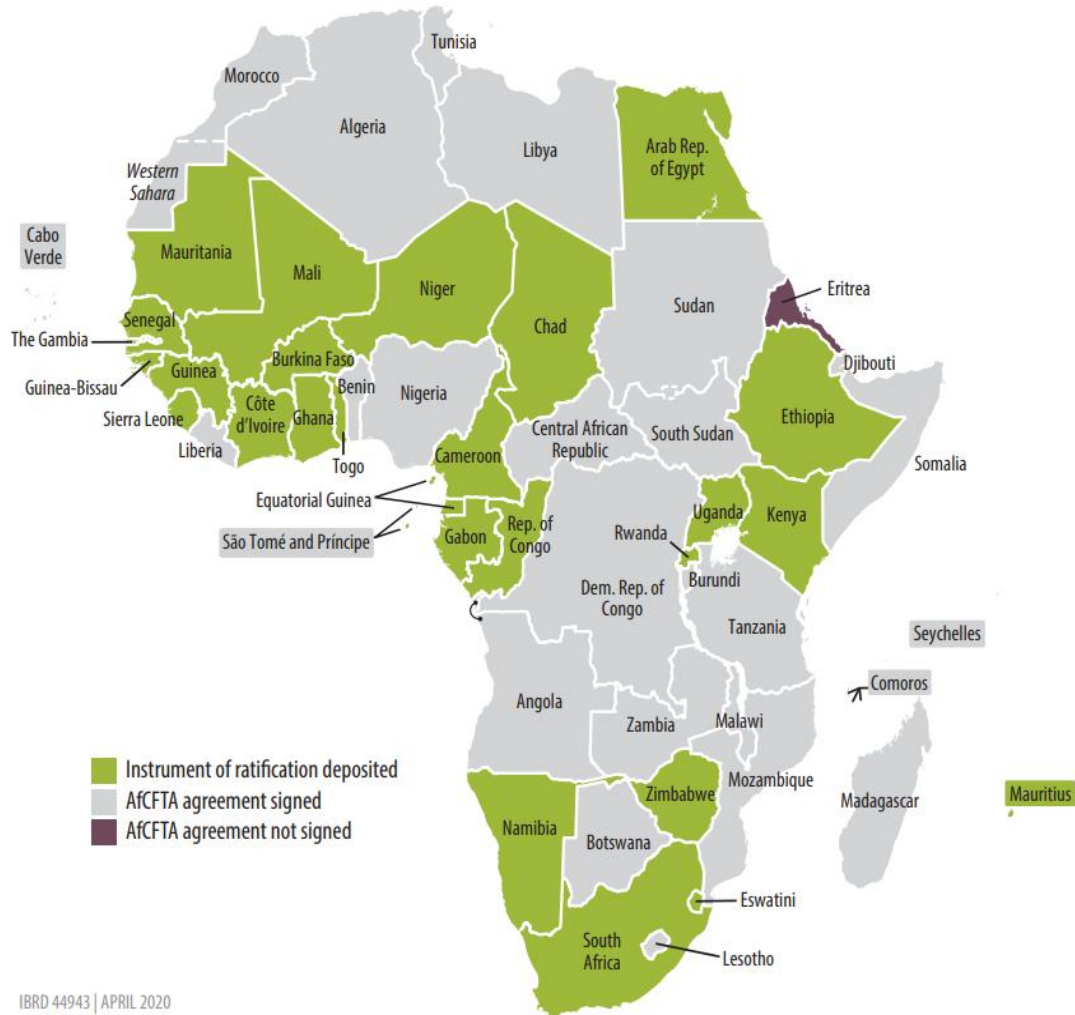 Tunisia
Morocco
Algeria
Libya
Arab Rep.
of Egypt
Western
Sahara
Cabo
Verde
Mauritania
Mali
Niger
Chad
Sudan
Eritrea
Senegal
The Gambia
Guinea-Bissau
Guinea
Burkina Faso
Benin
Nigeria
Djibouti
Sierra Leone
Côte
d'Ivoire
Ghana
Liberia
Togo
Cameroon
Central African
Republic
South Sudan
Ethiopia
Somalia
Equatorial Guinea
São Tomé and Príncipe
Gabon
Rep. of
Congo
Uganda
Kenya
Rwanda
Burundi
Dem. Rep. of
Congo
Tanzania
Seychelles
Comoros
Angola
Zambia
Malawi
Mozambique
Madagascar
Mauritius
Zimbabwe
Namibia
Botswana
Eswatini
South
Africa
Lesotho
Instrument of ratification deposited
AfCFTA agreement signed
AfCFTA agreement not signed
IBRD 44943 | APRIL 2020